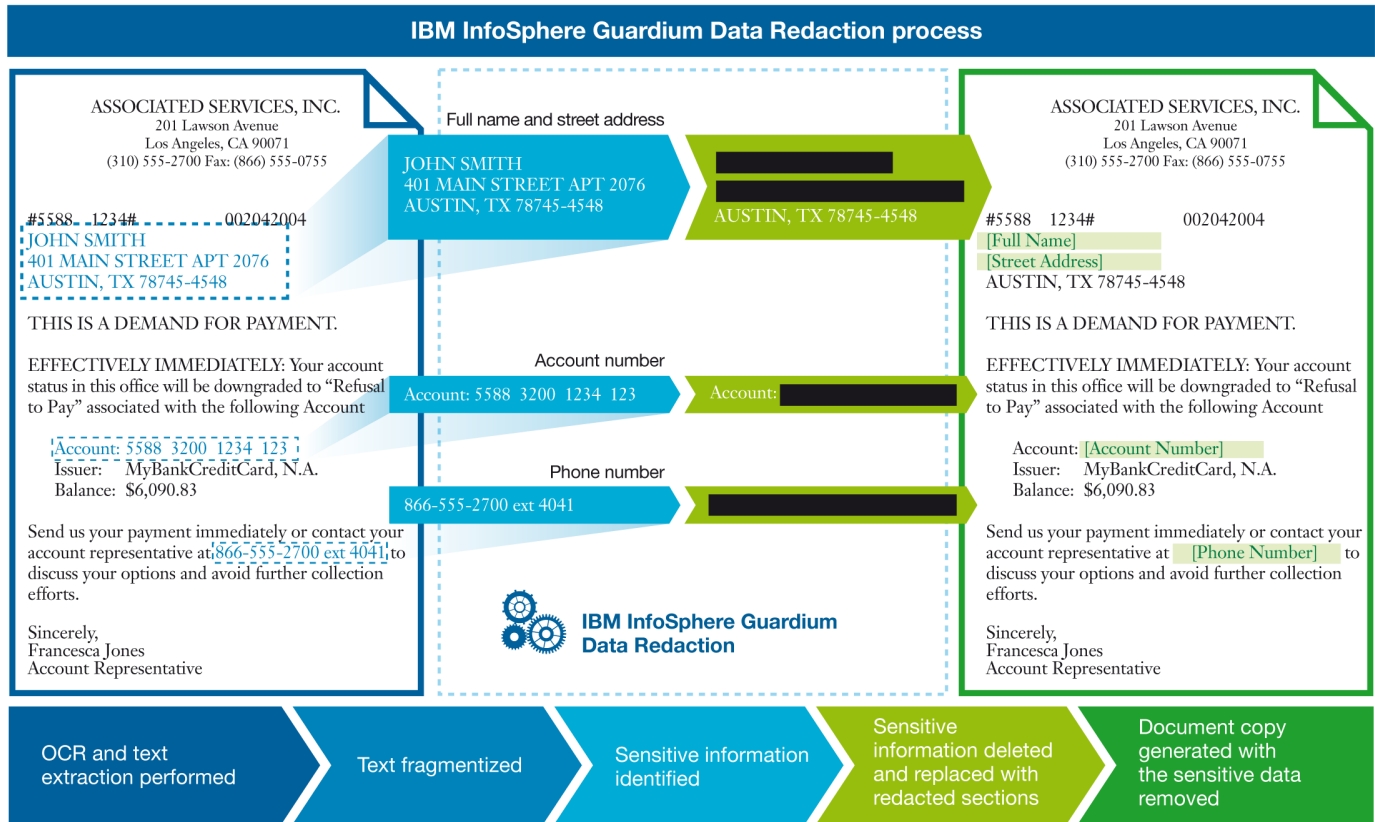 IBM InfoSphere Guardium Data Redaction process
ASSOCIATED SERVICES, INC.
201 Lawson Avenue
Los Angeles, CA 90071
(310) 555-2700 Fax: (866) 555-0755
#5588 1234# 002042004
JOHN SMITH
401 MAIN STREET APT 2076
AUSTIN, TX 78745-4548
THIS IS A DEMAND FOR PAYMENT.
EFFECTIVELY IMMEDIATELY: Your account
status in this office will be downgraded to “Refusal
to Pay” associated with the following Account
Account: 5588 3200 1234 123
Issuer: MyBankCreditCard, N.A.
Balance: $6,090.83
Send us your payment immediately or contact your
account representative at 866-555-2700 ext 4041 to
discuss your options and avoid further collection
efforts.
Sincerely,
Francesca Jones
Account Representative
Full name and street address
JOHN SMITH
401 MAIN STREET APT 2076
AUSTIN, TX 78745-4548
AUSTIN, TX 78745-4548
Account number
Account: 5588 3200 1234 123
Account:
Phone number
866-555-2700 ext 4041
IBM InfoSphere Guardium
Data Redaction
ASSOCIATED SERVICES, INC.
201 Lawson Avenue
Los Angeles, CA 90071
(310) 555-2700 Fax: (866) 555-0755
#5588 1234# 002042004
[Full Name]
[Street Address]
AUSTIN, TX 78745-4548
THIS IS A DEMAND FOR PAYMENT.
EFFECTIVELY IMMEDIATELY: Your account
status in this office will be downgraded to “Refusal
to Pay” associated with the following Account
Account: [Account Number]
Issuer: MyBankCreditCard, N.A.
Balance: $6,090.83
Send us your payment immediately or contact your
account representative at [Phone Number] to
discuss your options and avoid further collection
efforts.
Sincerely,
Francesca Jones
Account Representative
OCR and text
extraction performed
Text fragmentized
Sensitive information
identified
Sensitive
information deleted
and replaced with
redacted sections
Document copy
generated with
the sensitive data
removed